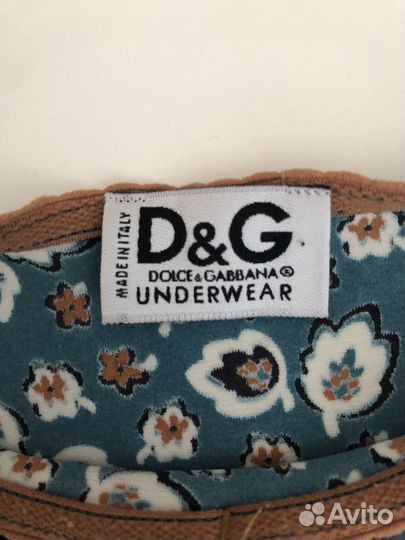 MADE IN ITALY
D&G
DOLCE & GABBANA®
UNDERWEAR
Avito